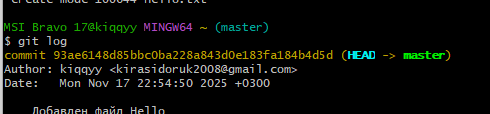 create mode 100644 Hello.txt
MSI Bravo 17@kiqqyy MINGW64 ~ (master)
$ git log
commit 93ae6148d85bbc0ba228a843d0e183fa184b4d5d (HEAD -> master)
Author: kiqqyy <kirasidoruk2008@gmail.com>
Date:   Mon Nov 17 22:54:50 2025 +0300
Добавлен файл Hello